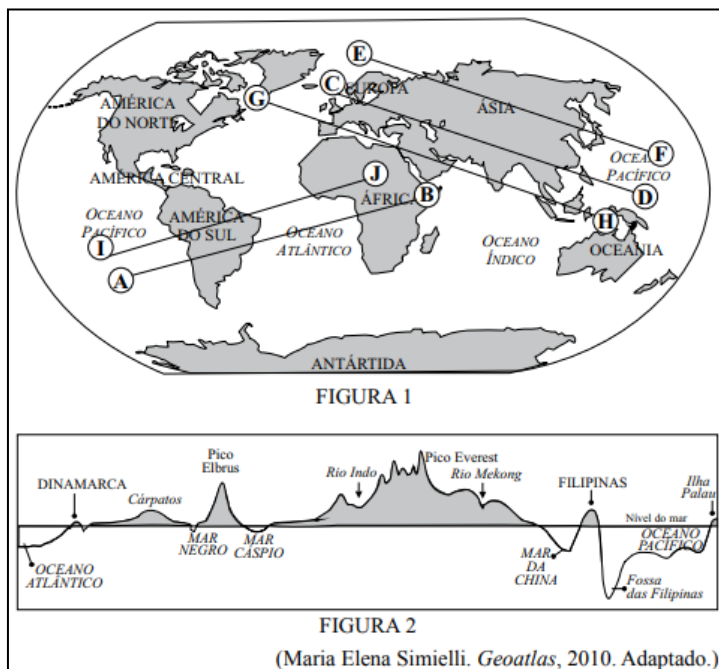 E
C
EUROPA
G
AMÉRICA
DO NORTE
ÁSIA
F
OCEANO
PACÍFICO
AMÉRICA CENTRAL
J
ÁFRICA
B
D
OCEANO
PACÍFICO
AMÉRICA
DO SUL
OCEANO
ATLÂNTICO
H
I
OCEANO
ÍNDICO
OCEANIA
A
ANTÁRTIDA
FIGURA 1
Pico
Elbrus
Pico Everest
DINAMARCA
Cárpatos
Rio Indo
Rio Mekong
FILIPINAS
Ilha
Palau
Nível do mar
MAR
NEGRO
MAR
CÁSPIO
OCEANO
PACÍFICO
OCEANO
ATLÂNTICO
MAR
DA
CHINA
Fossa
das Filipinas
FIGURA 2
(Maria Elena Simielli. Geoatlas, 2010. Adaptado.)